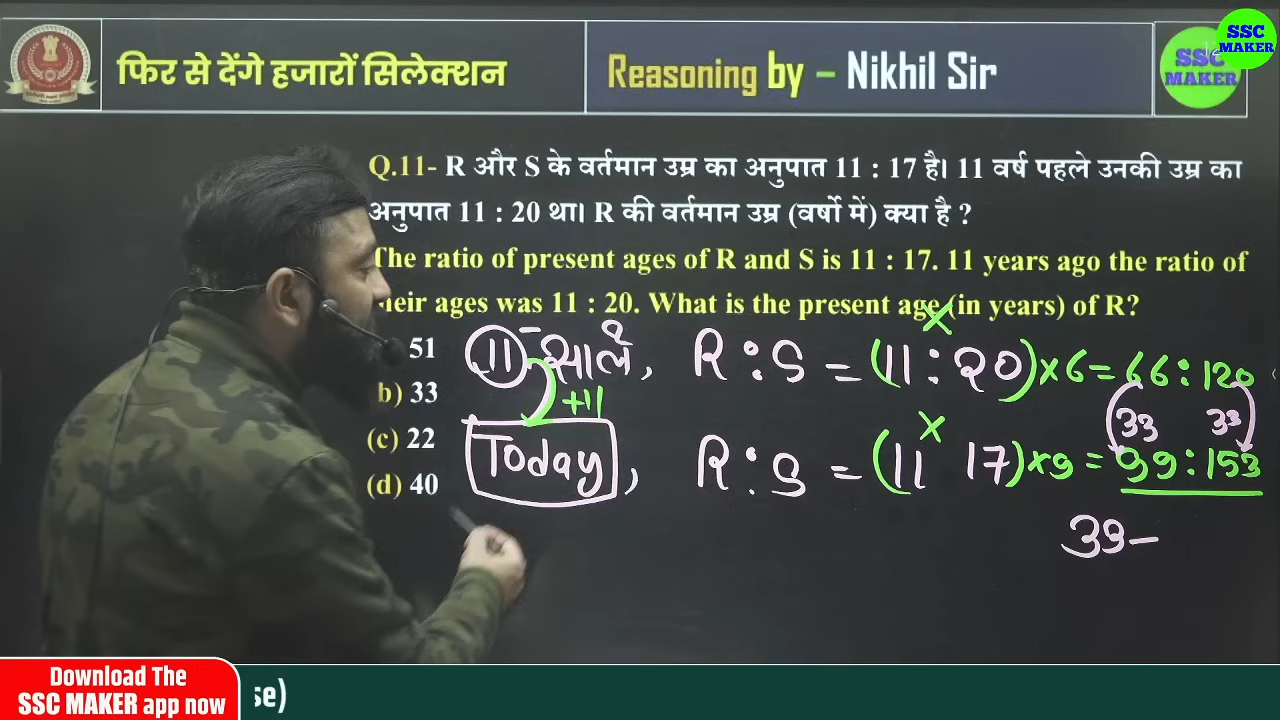 फिर से देंगे हजारों सिलेक्शन
Reasoning by – Nikhil Sir
SSC
MAKER
SSC
MAKER
Q.11- R और S के वर्तमान उम्र का अनुपात 11 : 17 है। 11 वर्ष पहले उनकी उम्र का
अनुपात 11 : 20 था। R की वर्तमान उम्र (वर्षो में) क्या है ?
The ratio of present ages of R and S is 11 : 17. 11 years ago the ratio of
their ages was 11 : 20. What is the present age (in years) of R?
51
b) 33
(c) 22
(d) 40
11 साल, R : S = (11 : 20)×6 = 66 : 120
+11
33 33
Today, R : S = (11 17)×9 = 99 : 153
33-
Download The
SSC MAKER app now
se)